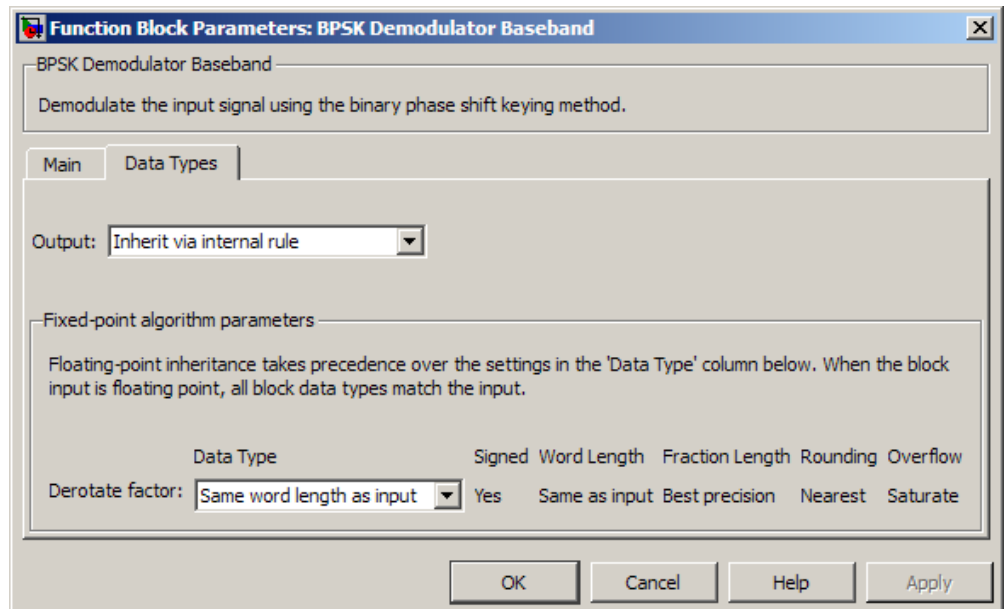 Function Block Parameters: BPSK Demodulator Baseband
BPSK Demodulator Baseband
Demodulate the input signal using the binary phase shift keying method.
Main Data Types
Output: Inherit via internal rule
Fixed-point algorithm parameters
Floating-point inheritance takes precedence over the settings in the 'Data Type' column below. When the block
input is floating point, all block data types match the input.
Data Type Signed Word Length Fraction Length Rounding Overflow
Derotate factor: Same word length as input Yes Same as input Best precision Nearest Saturate
OK Cancel Help Apply